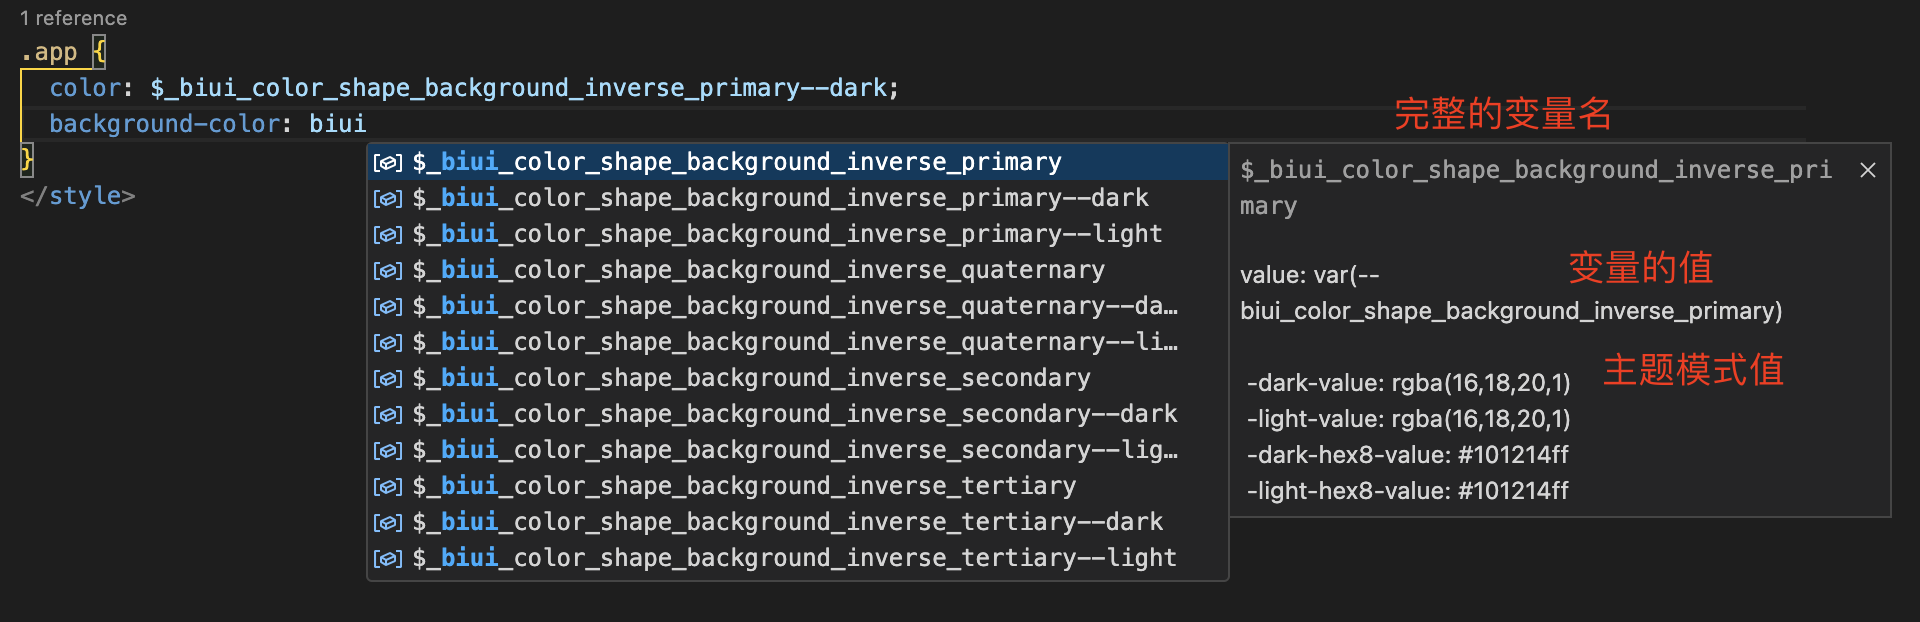 1 reference
.app {
color: $_biui_color_shape_background_inverse_primary--dark;
background-color: biui
}
</style>
$_biui_color_shape_background_inverse_primary
$_biui_color_shape_background_inverse_primary--dark
$_biui_color_shape_background_inverse_primary--light
$_biui_color_shape_background_inverse_quaternary
$_biui_color_shape_background_inverse_quaternary--da…
$_biui_color_shape_background_inverse_quaternary--li…
$_biui_color_shape_background_inverse_secondary
$_biui_color_shape_background_inverse_secondary--dark
$_biui_color_shape_background_inverse_secondary--lig…
$_biui_color_shape_background_inverse_tertiary
$_biui_color_shape_background_inverse_tertiary--dark
$_biui_color_shape_background_inverse_tertiary--light
完整的变量名
$_biui_color_shape_background_inverse_pri
mary
变量的值
value: var(--
biui_color_shape_background_inverse_primary)
主题模式值
-dark-value: rgba(16,18,20,1)
-light-value: rgba(16,18,20,1)
-dark-hex8-value: #101214ff
-light-hex8-value: #101214ff